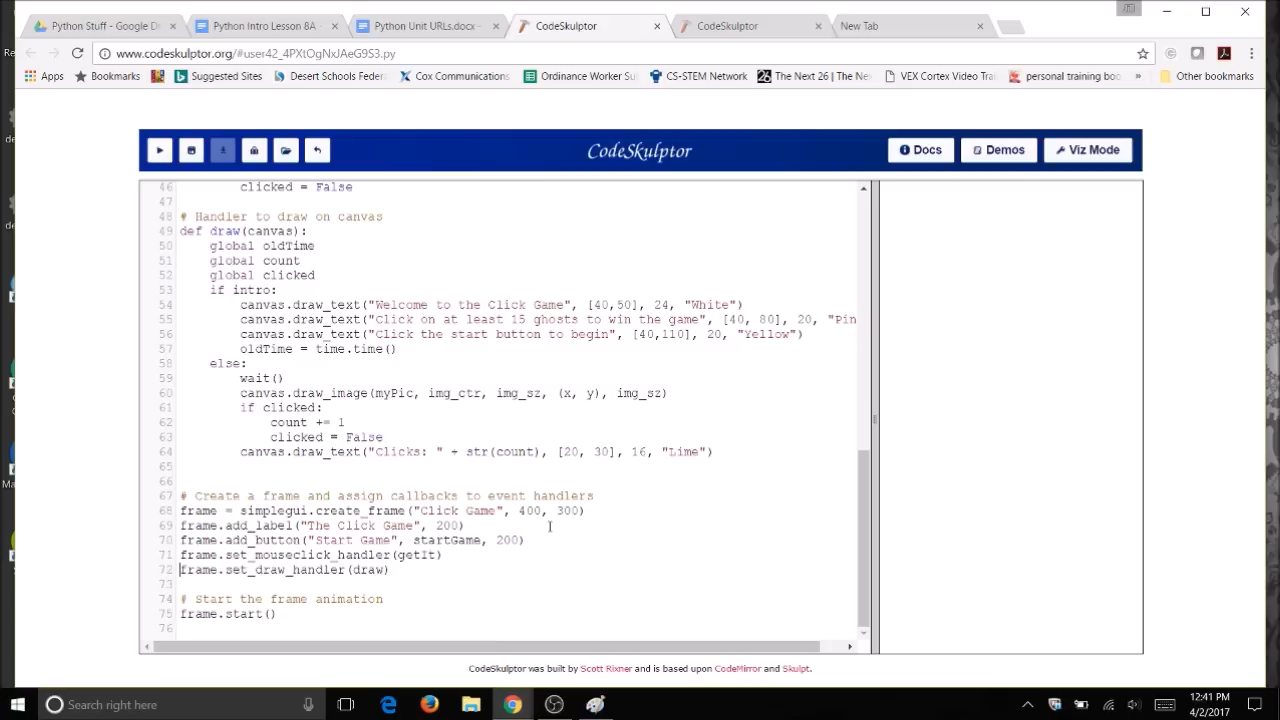 Python Stuff - Google D
Python Intro Lesson 8A
Python Unit URLs.docx -
CodeSkulptor
CodeSkulptor
New Tab
www.codeskulptor.org/#user42_4PXtOgNxJAeG9S3.py
Apps
Bookmarks
Suggested Sites
Desert Schools Feder
Cox Communications
Ordinance Worker Su
CS-STEM Network
The Next 26 | The Ne
VEX Cortex Video Trai
personal training boo
»
Other bookmarks
CodeSkulptor
Docs
Demos
Viz Mode
46 clicked = False
47
48 # Handler to draw on canvas
49 def draw(canvas):
50 global oldTime
51 global count
52 global clicked
53 if intro:
54 canvas.draw_text("Welcome to the Click Game", [40,50], 24, "White")
55 canvas.draw_text("Click on at least 15 ghosts to win the game", [40, 80], 20, "Pin
56 canvas.draw_text("Click the start button to begin", [40,110], 20, "Yellow")
57 oldTime = time.time()
58 else:
59 wait()
60 canvas.draw_image(myPic, img_ctr, img_sz, (x, y), img_sz)
61 if clicked:
62 count += 1
63 clicked = False
64 canvas.draw_text("Clicks: " + str(count), [20, 30], 16, "Lime")
65
66
67 # Create a frame and assign callbacks to event handlers
68 frame = simplegui.create_frame("Click Game", 400, 300)
69 frame.add_label("The Click Game", 200)
70 frame.add_button("Start Game", startGame, 200)
71 frame.set_mouseclick_handler(getIt)
72 frame.set_draw_handler(draw)
73
74 # Start the frame animation
75 frame.start()
76
CodeSkulptor was built by Scott Rixner and is based upon CodeMirror and Skulpt.
Search right here
12:41 PM
4/2/2017